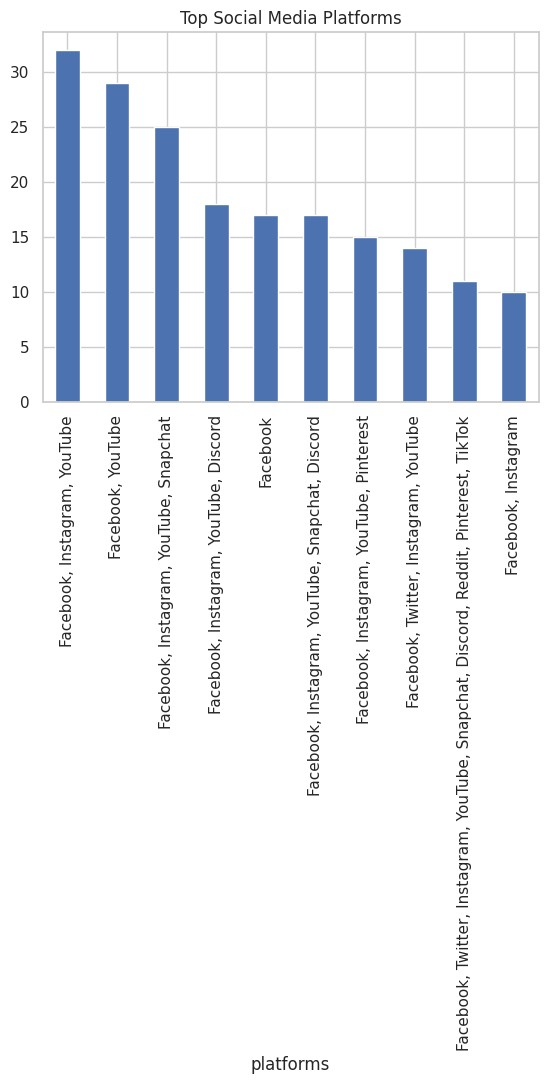 Top Social Media Platforms
30
25
20
15
10
5
0
Facebook, Instagram, YouTube
Facebook, YouTube
Facebook, Instagram, YouTube, Snapchat
Facebook, Instagram, YouTube, Discord
Facebook
Facebook, Instagram, YouTube, Snapchat, Discord
Facebook, Instagram, YouTube, Pinterest
Facebook, Twitter, Instagram, YouTube
Facebook, Twitter, Instagram, YouTube, Snapchat, Discord, Reddit, Pinterest, TikTok
Facebook, Instagram
platforms